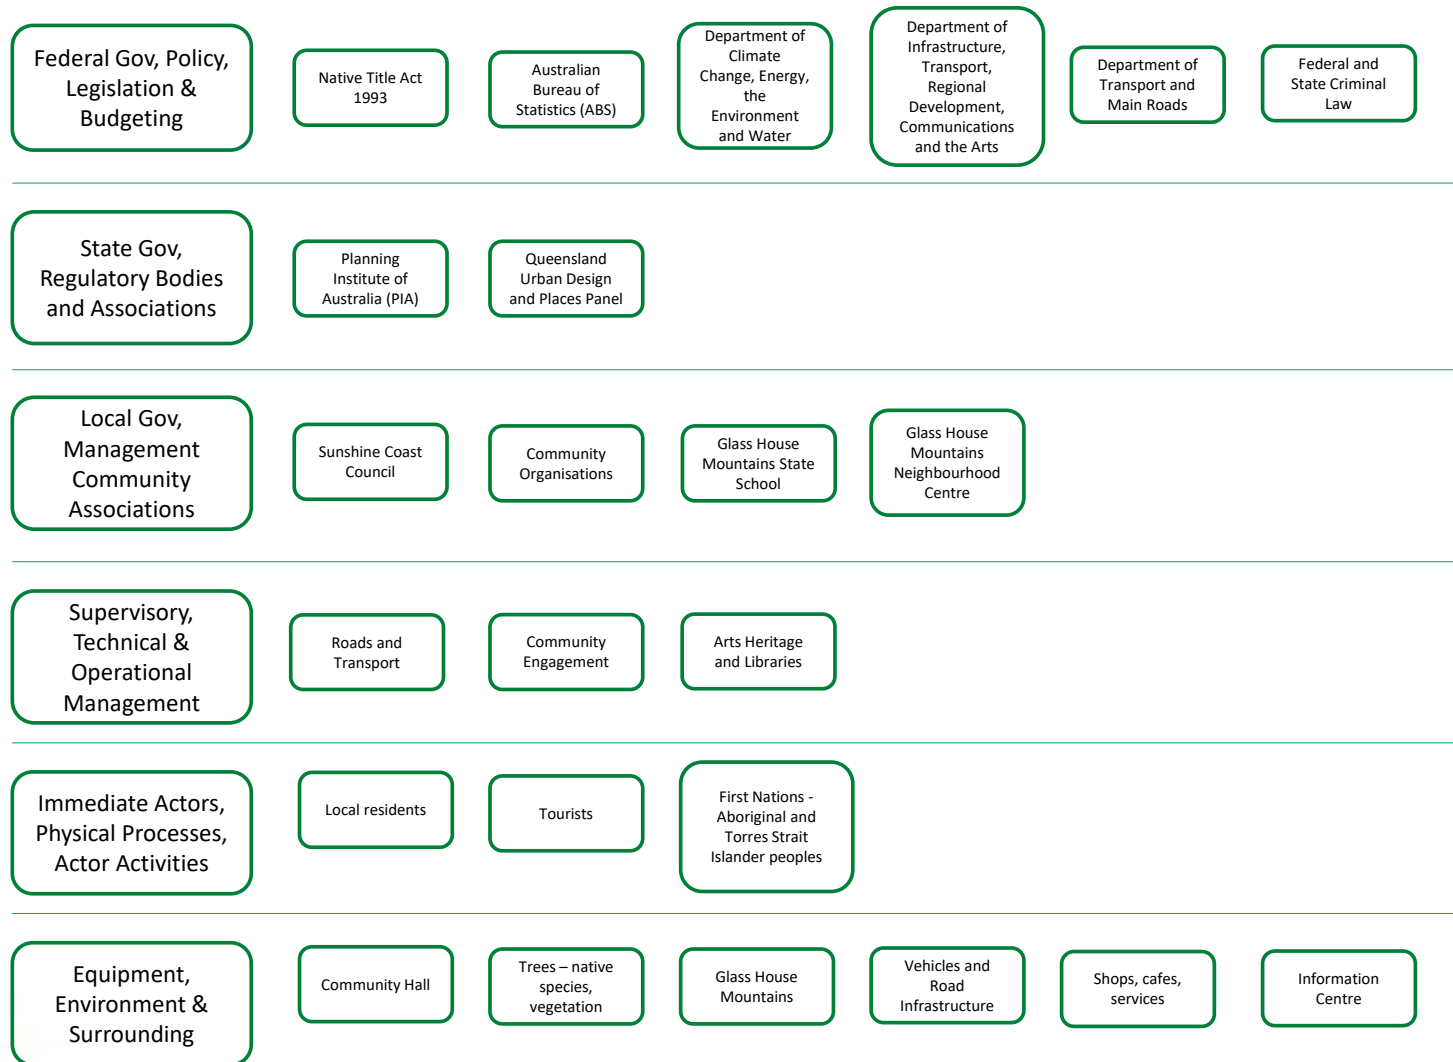 Federal Gov, Policy,
Legislation &
Budgeting
Native Title Act
1993
Australian
Bureau of
Statistics (ABS)
Department of
Climate
Change, Energy,
the
Environment
and Water
Department of
Infrastructure,
Transport,
Regional
Development,
Communications
and the Arts
Department of
Transport and
Main Roads
Federal and
State Criminal
Law
State Gov,
Regulatory Bodies
and Associations
Planning
Institute of
Australia (PIA)
Queensland
Urban Design
and Places Panel
Local Gov,
Management
Community
Associations
Sunshine Coast
Council
Community
Organisations
Glass House
Mountains State
School
Glass House
Mountains
Neighbourhood
Centre
Supervisory,
Technical &
Operational
Management
Roads and
Transport
Community
Engagement
Arts Heritage
and Libraries
Immediate Actors,
Physical Processes,
Actor Activities
Local residents
Tourists
First Nations -
Aboriginal and
Torres Strait
Islander peoples
Equipment,
Environment &
Surrounding
Community Hall
Trees – native
species,
vegetation
Glass House
Mountains
Vehicles and
Road
Infrastructure
Shops, cafes,
services
Information
Centre